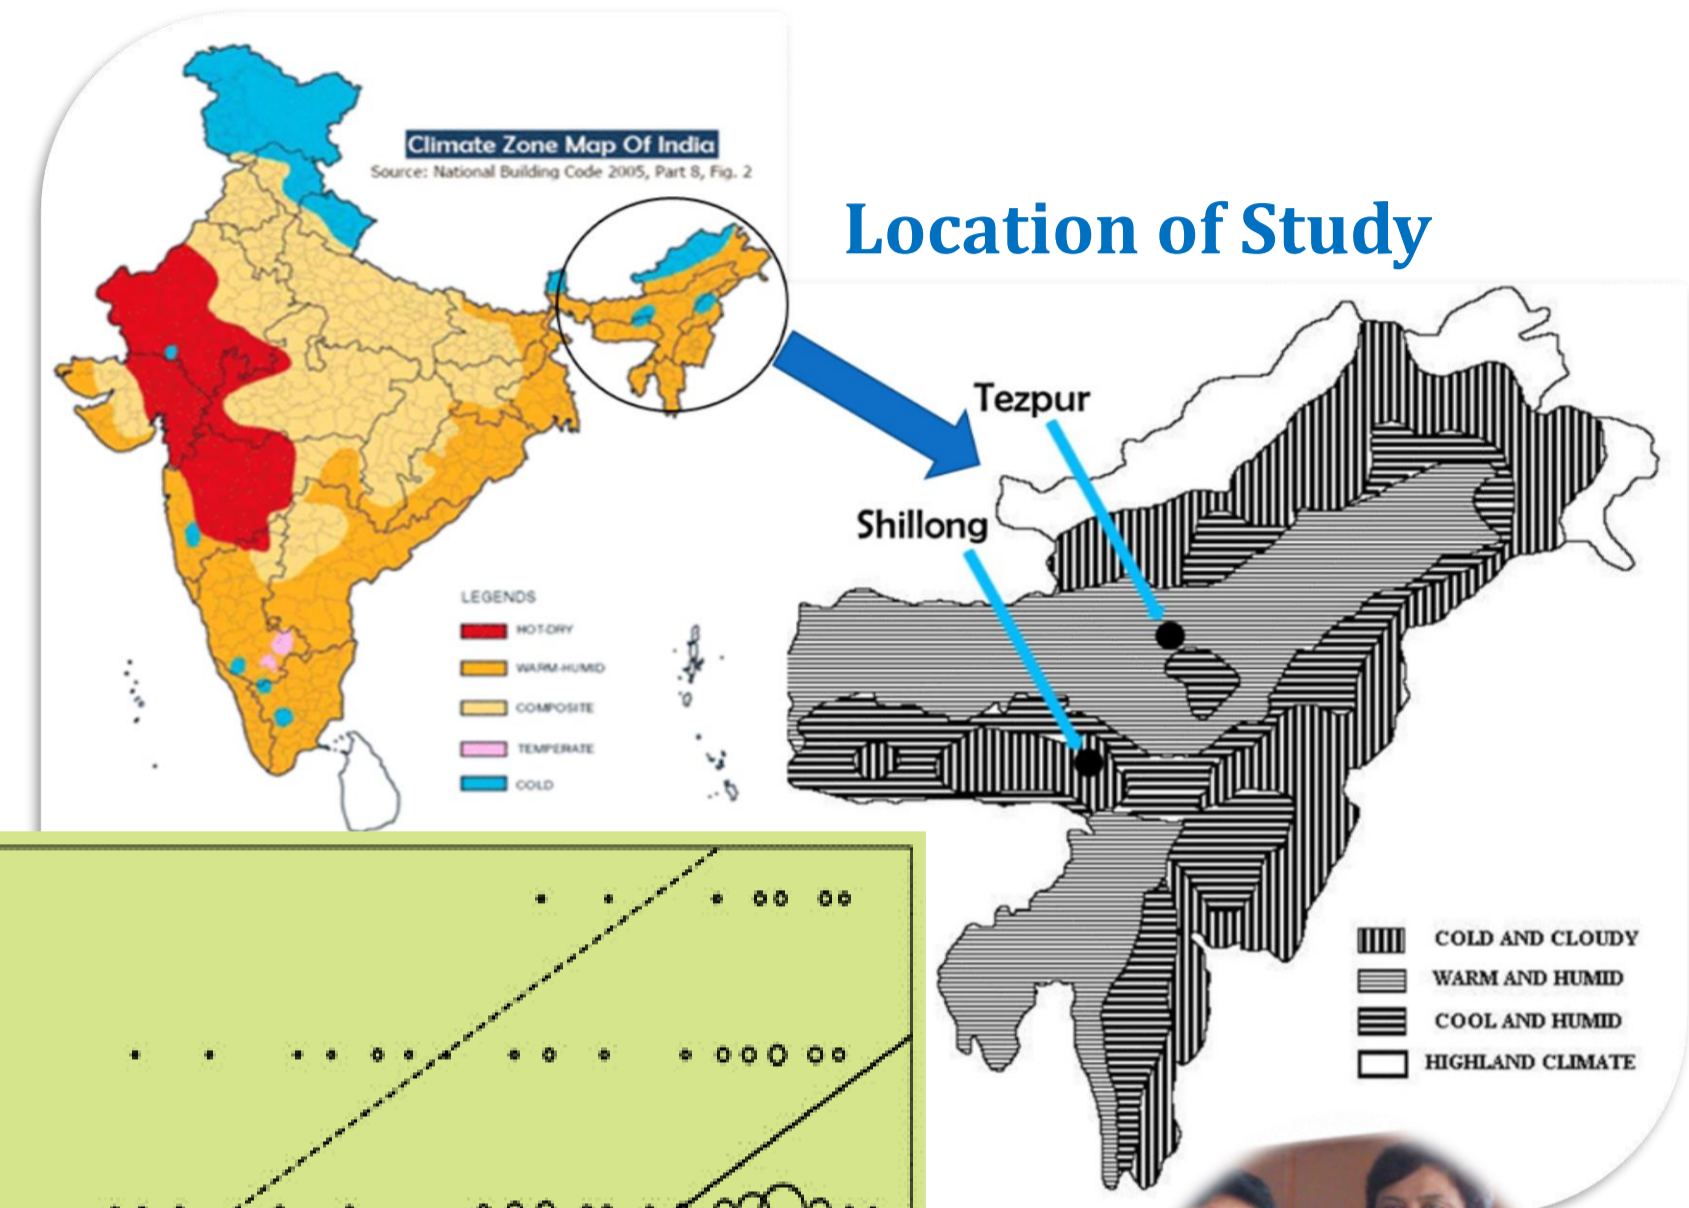 Climate Zone Map Of India
Source: National Building Code 2005, Part 8, Fig. 2
Location of Study
Tezpur
Shillong
LEGENDS
HOT-DRY
WARM-HUMID
COMPOSITE
TEMPERATE
COLD
COLD AND CLOUDY
WARM AND HUMID
COOL AND HUMID
HIGHLAND CLIMATE